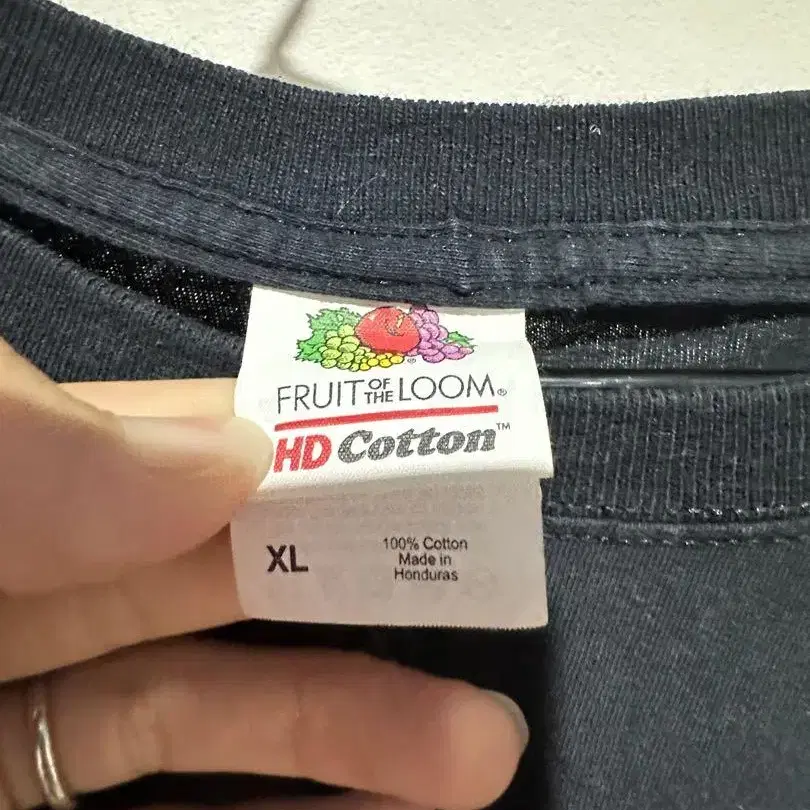 FRUIT OF THE LOOM®
HD Cotton™
XL
100% Cotton
Made in
Honduras